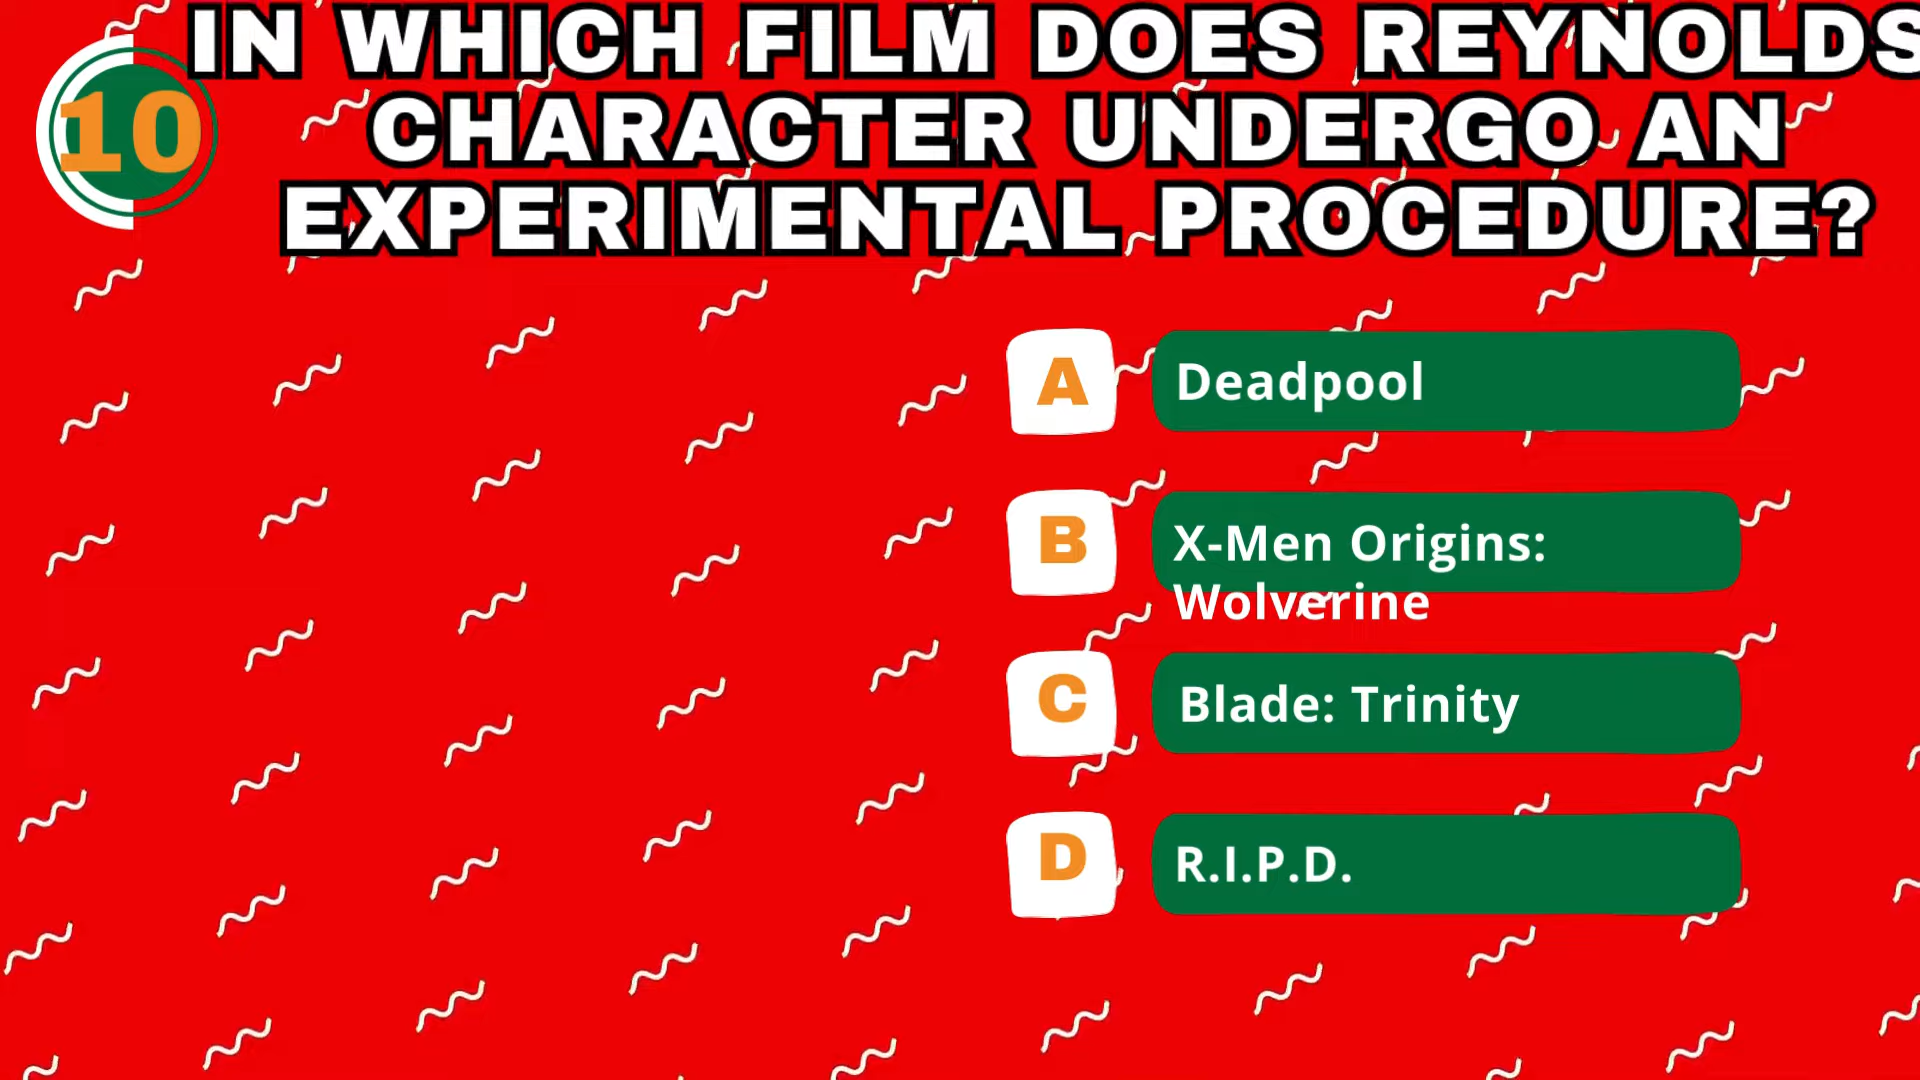 10
IN WHICH FILM DOES REYNOLDS
CHARACTER UNDERGO AN
EXPERIMENTAL PROCEDURE?
A
Deadpool
B
X-Men Origins:
Wolverine
C
Blade: Trinity
D
R.I.P.D.